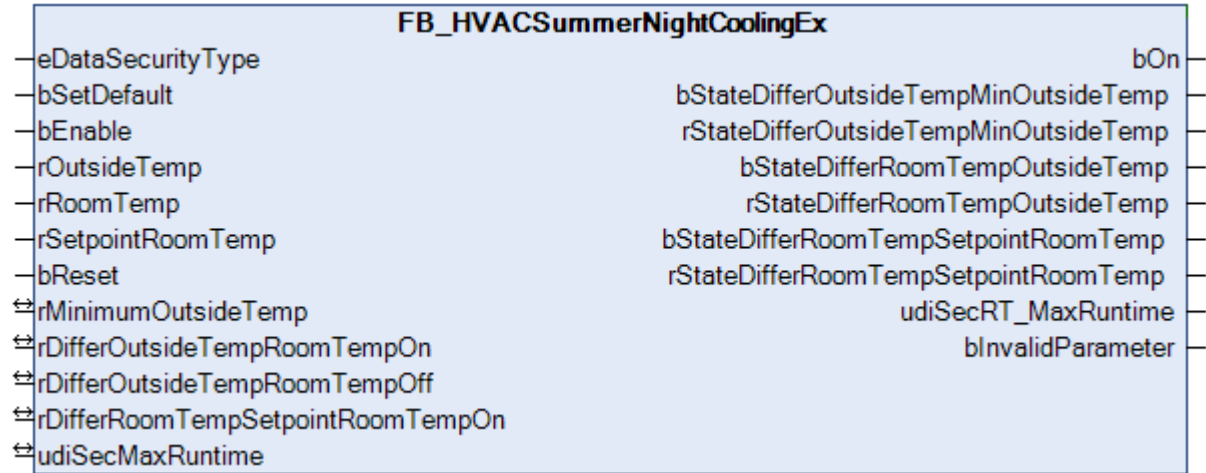 FB_HVACSummerNightCoolingEx
eDataSecurityType bOn
bSetDefault bStateDifferOutsideTempMinOutsideTemp
bEnable rStateDifferOutsideTempMinOutsideTemp
rOutsideTemp bStateDifferRoomTempOutsideTemp
rRoomTemp rStateDifferRoomTempOutsideTemp
rSetpointRoomTemp bStateDifferRoomTempSetpointRoomTemp
bReset rStateDifferRoomTempSetpointRoomTemp
rMinimumOutsideTemp udiSecRT_MaxRuntime
rDifferOutsideTempRoomTempOn bInvalidParameter
rDifferOutsideTempRoomTempOff
rDifferRoomTempSetpointRoomTempOn
udiSecMaxRuntime